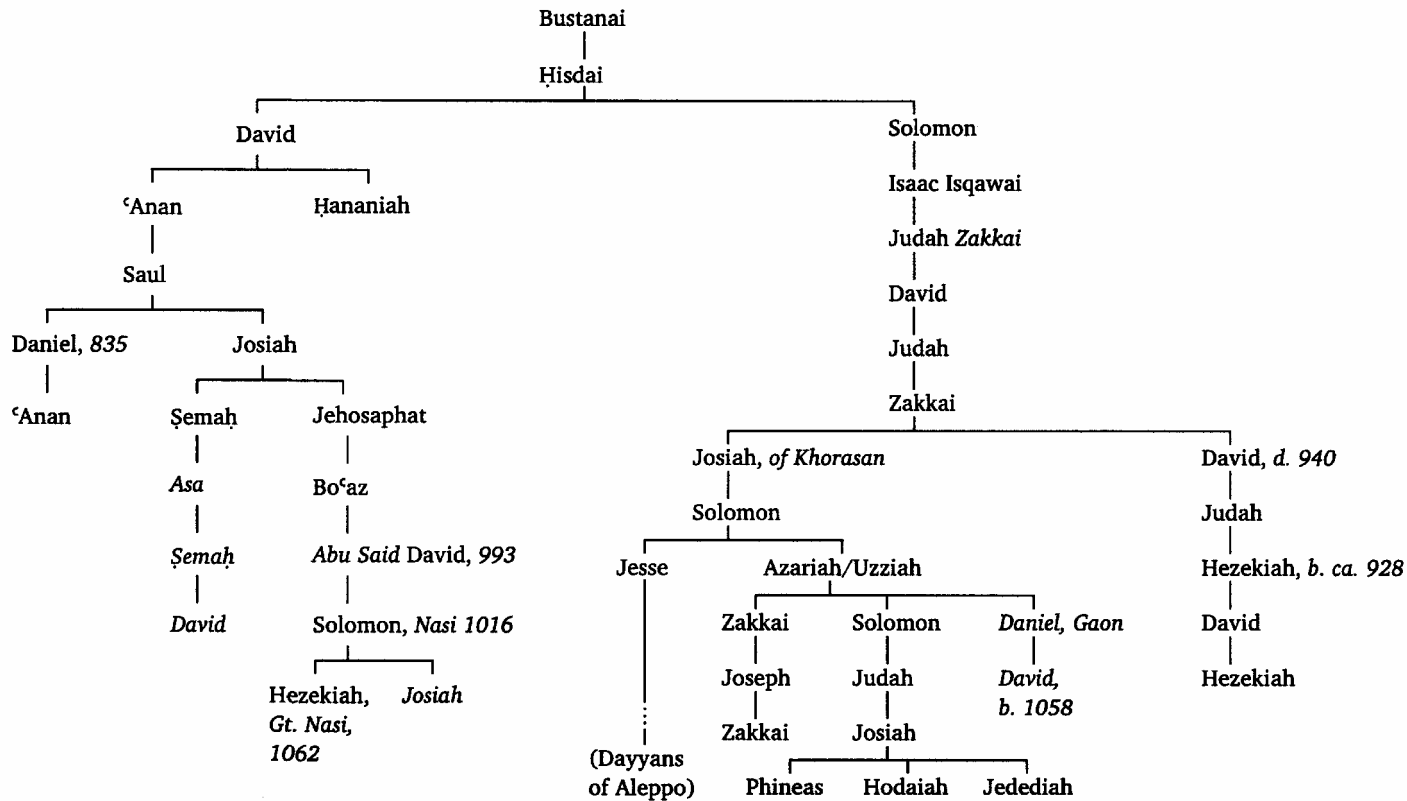 Bustanai
Ḥisdai
David
Solomon
ʿAnan
Ḥananiah
Isaac Isqawai
Saul
Judah Zakkai
David
Daniel, 835
Josiah
Judah
ʿAnan
Ṣemaḥ
Jehosaphat
Zakkai
Josiah, of Khorasan
David, d. 940
Asa
Boʿaz
Solomon
Judah
Ṣemaḥ
Abu Said David, 993
Jesse
Azariah/Uzziah
Hezekiah, b. ca. 928
David
Solomon, Nasi 1016
Zakkai
Solomon
Daniel, Gaon
David
Hezekiah,
Gt. Nasi,
1062
Josiah
Joseph
Judah
David,
b. 1058
Hezekiah
Zakkai
Josiah
(Dayyans
of Aleppo)
Phineas
Hodaiah
Jedediah